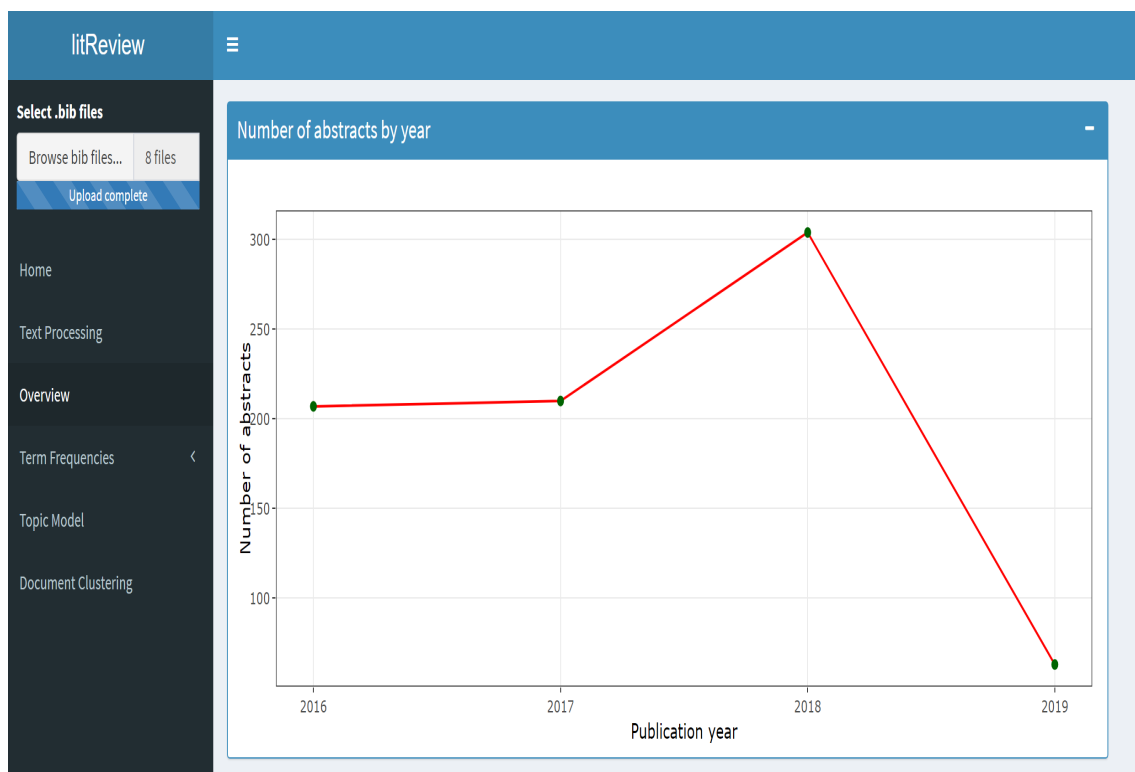 litReview
Select .bib files
Browse bib files... 8 files
Upload complete
Home
Text Processing
Overview
Term Frequencies
Topic Model
Document Clustering
Number of abstracts by year
300
250
200
150
100
Number of abstracts
2016 2017 2018 2019
Publication year